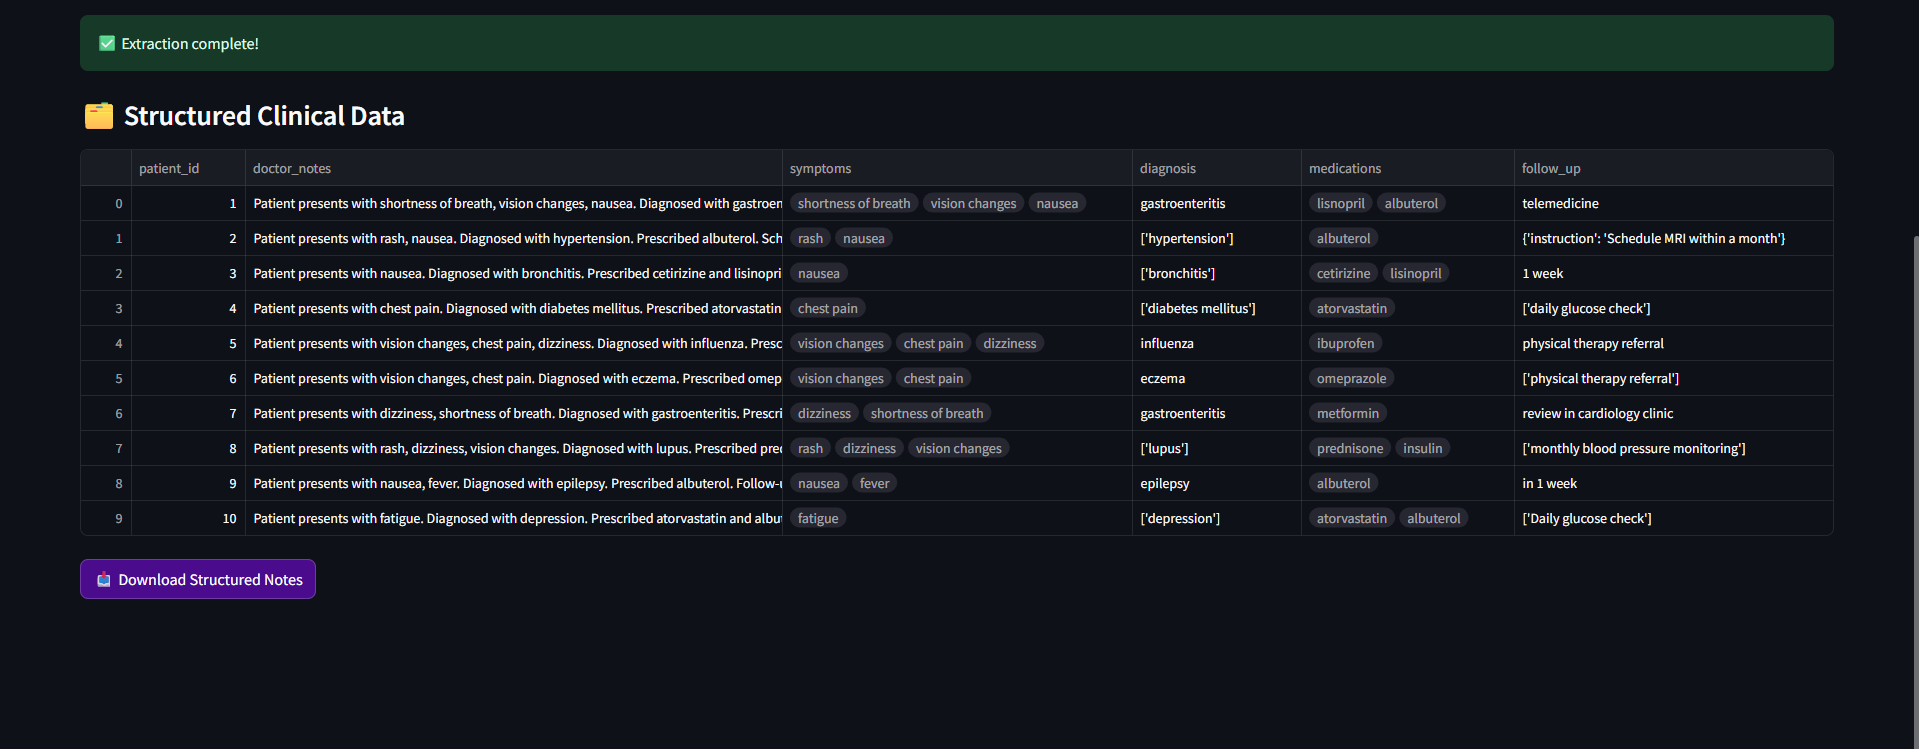 Extraction complete!
Structured Clinical Data
patient_id doctor_notes symptoms diagnosis medications follow_up
0 1 Patient presents with shortness of breath, vision changes, nausea. Diagnosed with gastroen shortness of breath vision changes nausea gastroenteritis lisnopril albuterol telemedicine
1 2 Patient presents with rash, nausea. Diagnosed with hypertension. Prescribed albuterol. Sch rash nausea ['hypertension'] albuterol {'instruction': 'Schedule MRI within a month'}
2 3 Patient presents with nausea. Diagnosed with bronchitis. Prescribed cetirizine and lisinopri nausea ['bronchitis'] cetirizine lisinopril 1 week
3 4 Patient presents with chest pain. Diagnosed with diabetes mellitus. Prescribed atorvastatin chest pain ['diabetes mellitus'] atorvastatin ['daily glucose check']
4 5 Patient presents with vision changes, chest pain, dizziness. Diagnosed with influenza. Presc vision changes chest pain dizziness influenza ibuprofen physical therapy referral
5 6 Patient presents with vision changes, chest pain. Diagnosed with eczema. Prescribed omep vision changes chest pain eczema omeprazole ['physical therapy referral']
6 7 Patient presents with dizziness, shortness of breath. Diagnosed with gastroenteritis. Prescri dizziness shortness of breath gastroenteritis metformin review in cardiology clinic
7 8 Patient presents with rash, dizziness, vision changes. Diagnosed with lupus. Prescribed pred rash dizziness vision changes ['lupus'] prednisone insulin ['monthly blood pressure monitoring']
8 9 Patient presents with nausea, fever. Diagnosed with epilepsy. Prescribed albuterol. Follow-u nausea fever epilepsy albuterol in 1 week
9 10 Patient presents with fatigue. Diagnosed with depression. Prescribed atorvastatin and albut fatigue ['depression'] atorvastatin albuterol ['Daily glucose check']
Download Structured Notes